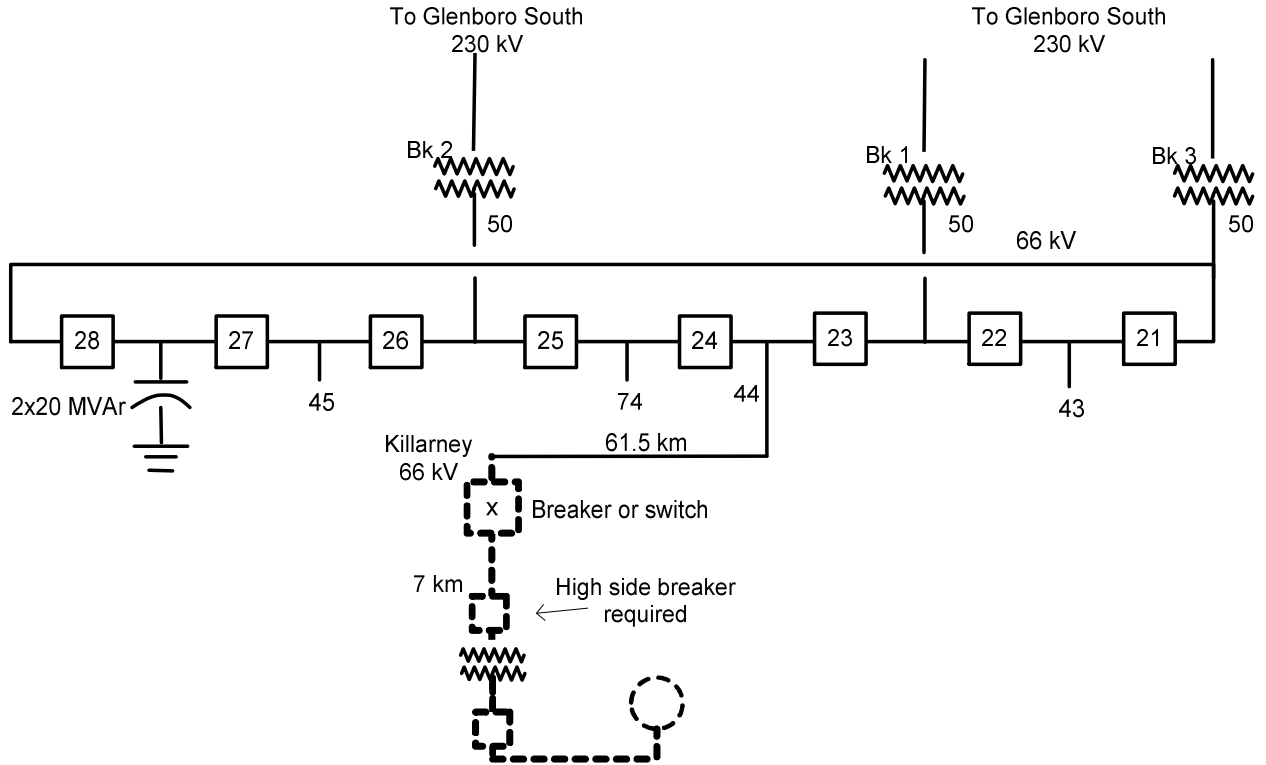 To Glenboro South
230 kV
To Glenboro South
230 kV
Bk 2
Bk 1
Bk 3
50
50
50
66 kV
28
27
26
25
24
23
22
21
2x20 MVAr
45
74
44
43
Killarney
66 kV
61.5 km
x
Breaker or switch
7 km
High side breaker
required